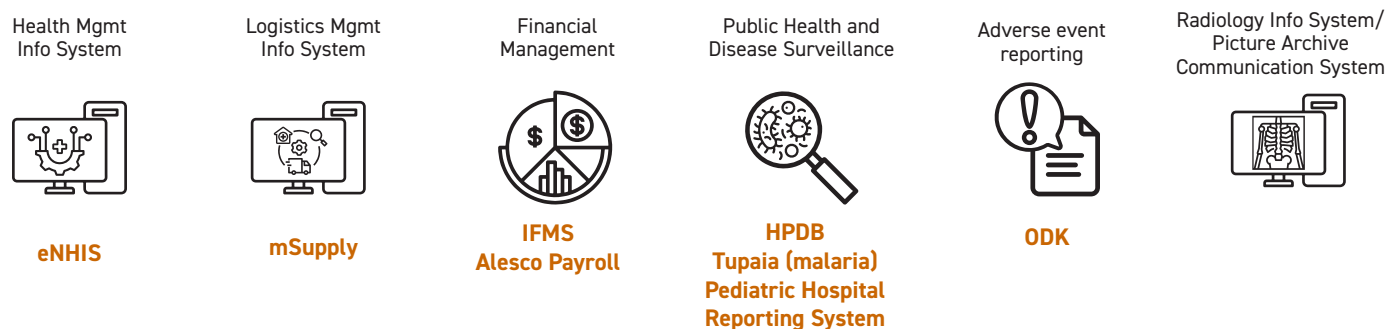 Health Mgmt
Info System
eNHIS
Logistics Mgmt
Info System
mSupply
Financial
Management
$
$
IFMS
Alesco Payroll
Public Health and
Disease Surveillance
HPDB
Tupaia (malaria)
Pediatric Hospital
Reporting System
Adverse event
reporting
!
ODK
Radiology Info System/
Picture Archive
Communication System